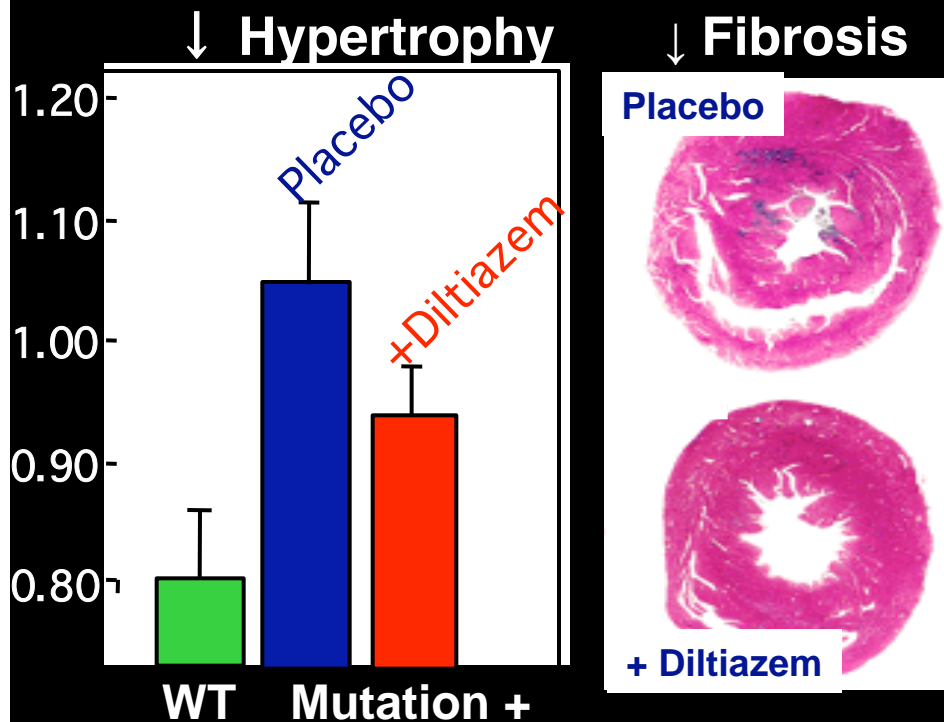 ↓ Hypertrophy
1.20
1.10
1.00
0.90
0.80
Placebo
+Diltiazem
WT
Mutation +
↓ Fibrosis
Placebo
+ Diltiazem